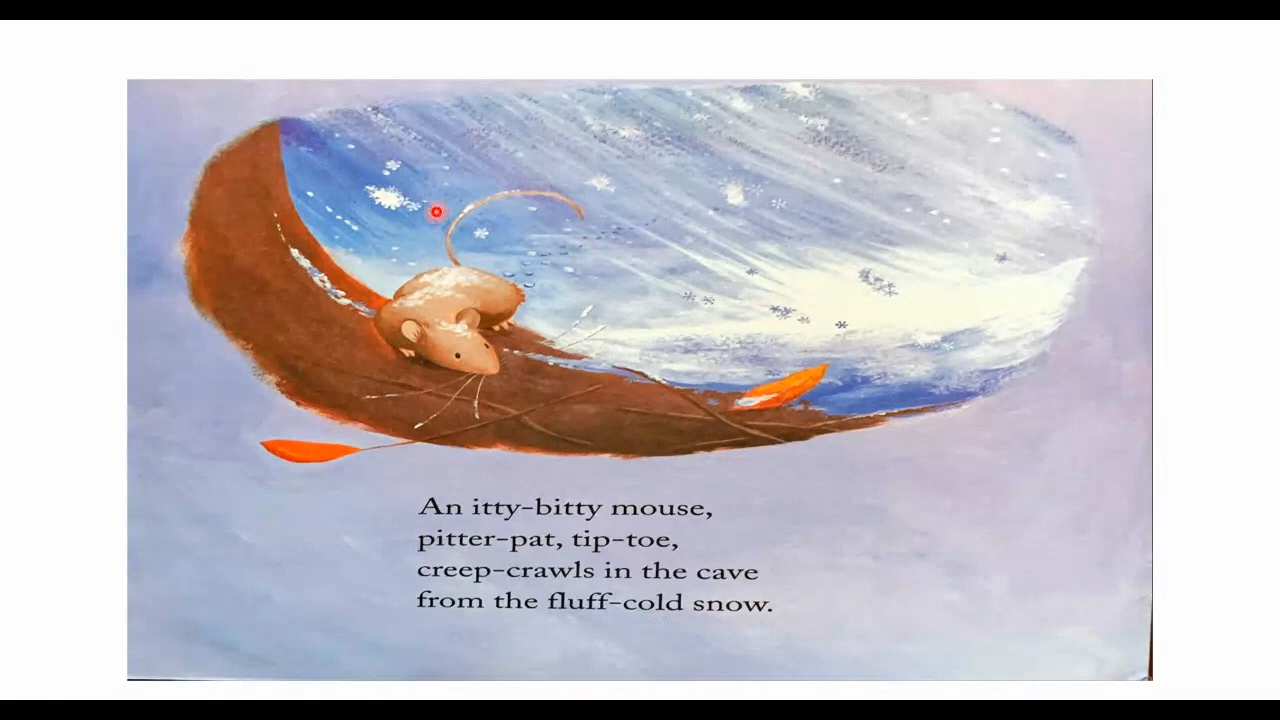 An itty-bitty mouse,
pitter-pat, tip-toe,
creep-crawls in the cave
from the fluff-cold snow.